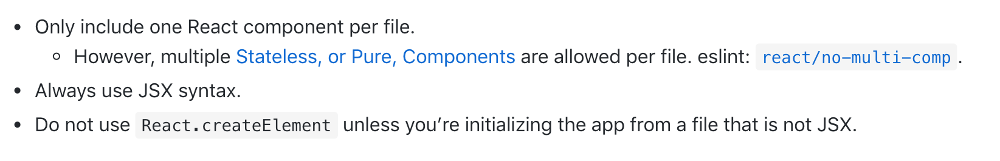 Only include one React component per file.
However, multiple Stateless, or Pure, Components are allowed per file. eslint: react/no-multi-comp.
Always use JSX syntax.
Do not use React.createElement unless you’re initializing the app from a file that is not JSX.